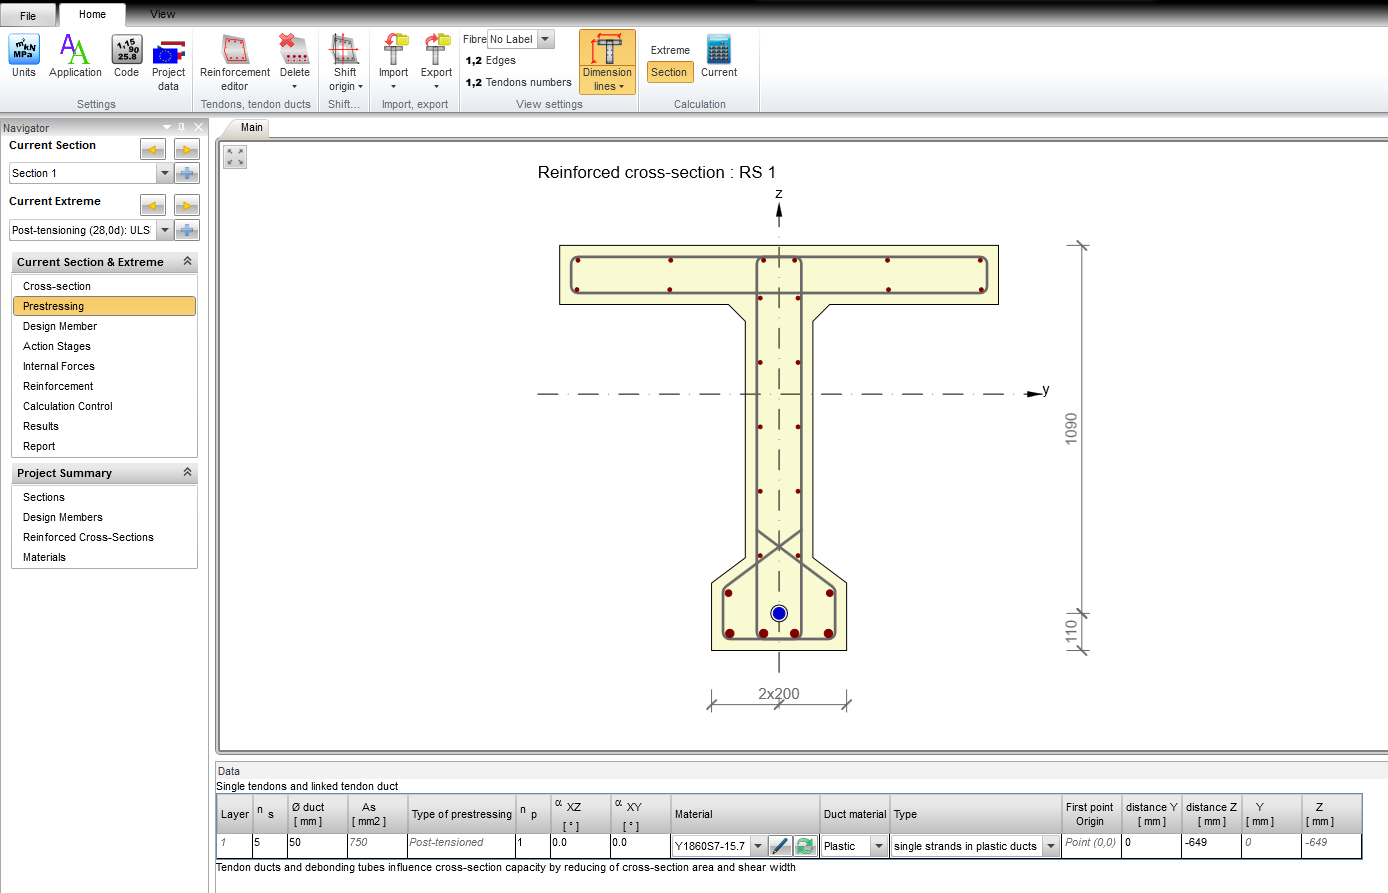 File Home View
m² kN MPa
1,15 ,90 25.8
Units Application Code Project data
Settings
Reinforcement editor Delete
Tendons, tendon ducts
Shift origin
Shift...
Import Export
Import, export
Fibre No Label
1,2 Edges
1,2 Tendons numbers
Dimension lines
View settings
Extreme
Section
Current
Calculation
Navigator
Current Section
Section 1
Current Extreme
Post-tensioning (28,0d): ULS
Current Section & Extreme
Cross-section
Prestressing
Design Member
Action Stages
Internal Forces
Reinforcement
Calculation Control
Results
Report
Project Summary
Sections
Design Members
Reinforced Cross-Sections
Materials
Main
Reinforced cross-section : RS 1
z
y
1090
110
2x200
Data
Single tendons and linked tendon duct
Layer n s Ø duct [ mm ] As [ mm2 ] Type of prestressing n p α XZ [ ° ] α XY [ ° ] Material Duct material Type First point Origin distance Y [ mm ] distance Z [ mm ] Y [ mm ] Z [ mm ]
1 5 50 750 Post-tensioned 1 0.0 0.0 Y1860S7-15.7 Plastic single strands in plastic ducts Point (0,0) 0 -649 0 -649
Tendon ducts and debonding tubes influence cross-section capacity by reducing of cross-section area and shear width